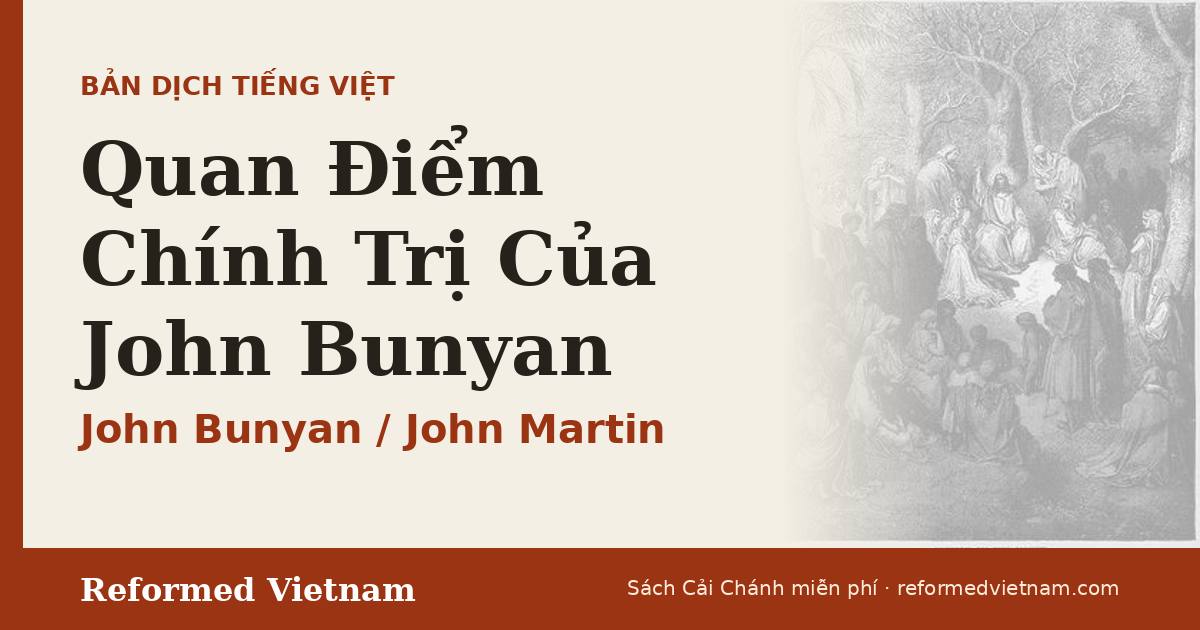 BẢN DỊCH TIẾNG VIỆT
Quan Điểm
Chính Trị Của
John Bunyan
John Bunyan / John Martin
Reformed Vietnam
Sách Cải Chánh miễn phí · reformedvietnam.com